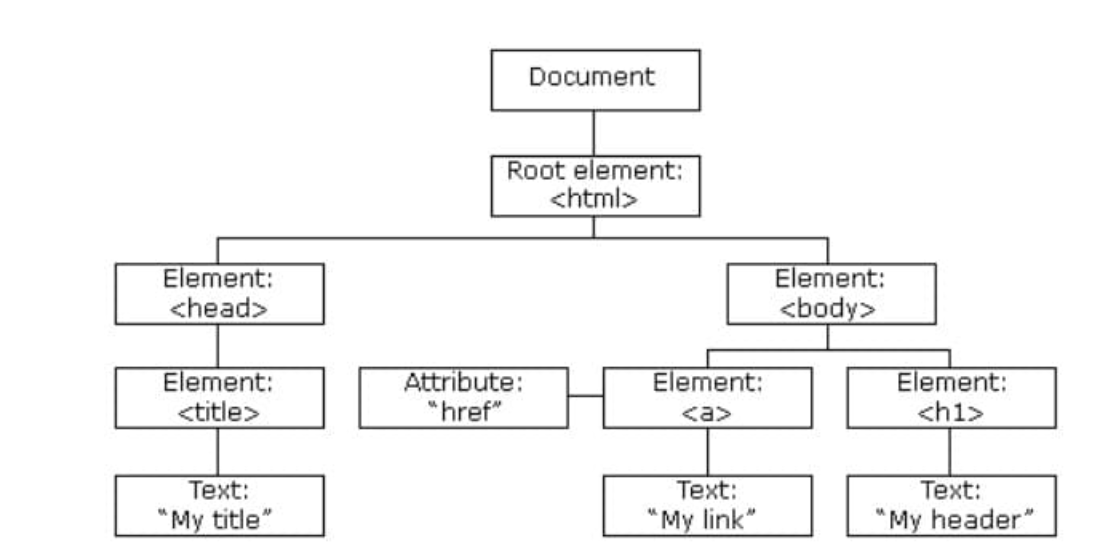 Document
Root element:
<html>
Element:
<head>
Element:
<body>
Element:
<title>
Attribute:
“href”
Element:
<a>
Element:
<h1>
Text:
“My title”
Text:
“My link”
Text:
“My header”